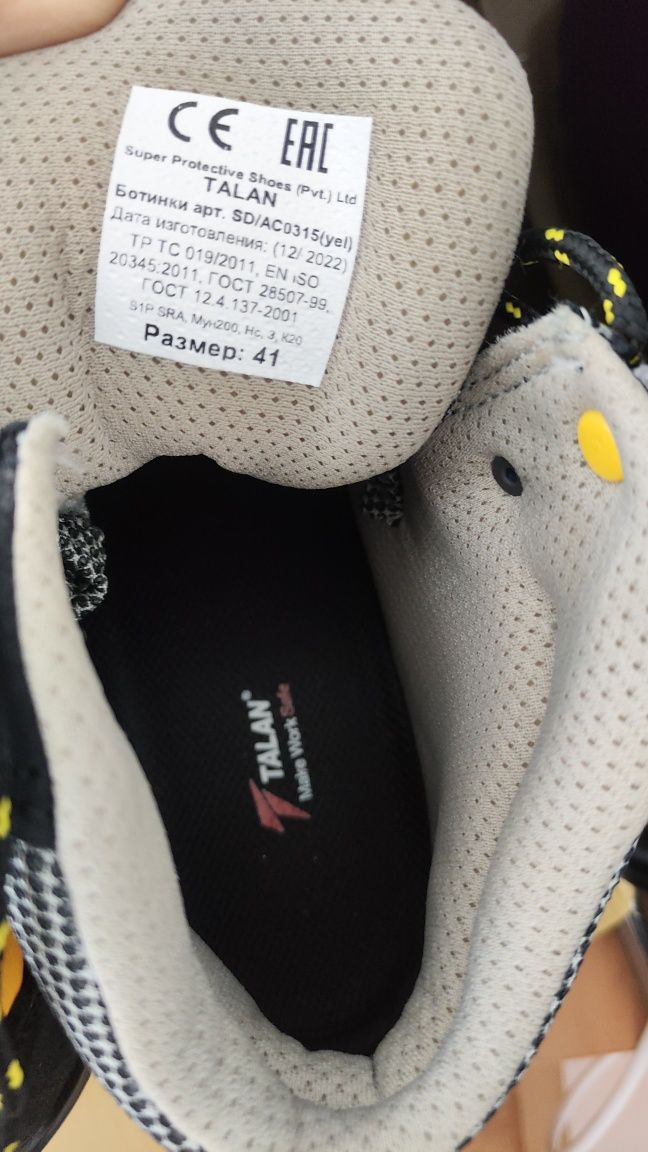 CE EAC
Super Protective Shoes (Pvt.) Ltd
TALAN
Ботинки арт. SD/AC0315(yel)
Дата изготовления: (12/ 2022)
ТР ТС 019/2011, EN ISO
20345:2011, ГОСТ 28507-99,
ГОСТ 12.4.137-2001
S1P SRA, Мун200, Нс, З, К20
Размер: 41
TALAN®
Make Work Safe